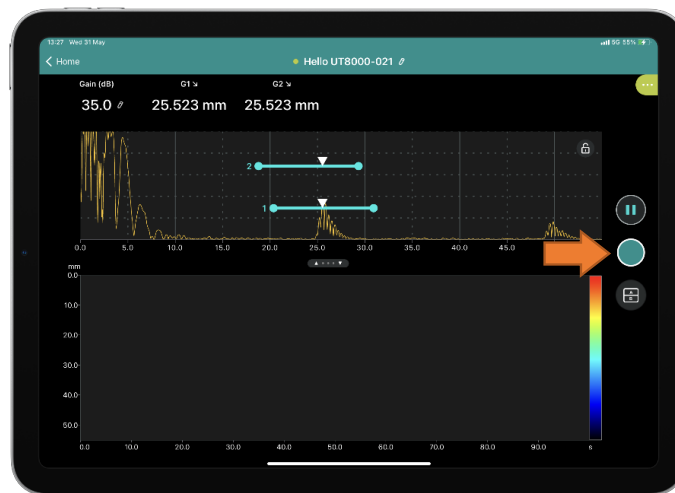 13:27 Wed 31 May
5G 55%
Home
Hello UT8000-021
Gain (dB) G1 G2
35.0 25.523 mm 25.523 mm
2
1
0.0 5.0 10.0 15.0 20.0 25.0 30.0 35.0 40.0 45.0
mm
0.0
10.0
20.0
30.0
40.0
50.0
0.0 10.0 20.0 30.0 40.0 50.0 60.0 70.0 80.0 90.0 s